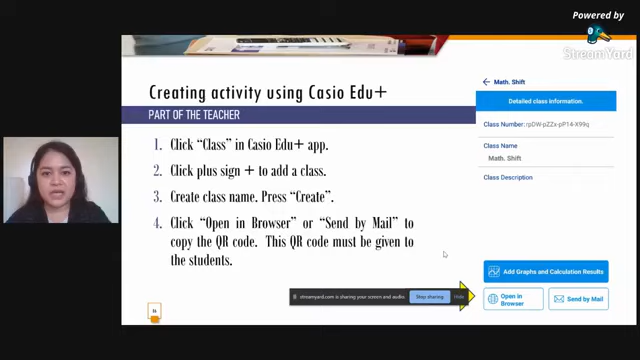 Powered by
StreamYard
Creating activity using Casio Edu+
PART OF THE TEACHER
1. Click “Class” in Casio Edu+ app.
2. Click plus sign + to add a class.
3. Create class name. Press “Create”.
4. Click “Open in Browser” or “Send by Mail” to
copy the QR code. This QR code must be given to
the students.
Math. Shift
Detailed class information.
Class Number: rpDW-pZZx-pP14-X99q
Class Name
Math. Shift
Class Description
Add Graphs and Calculation Results
Open in
Browser
Send by Mail
streamyard.com is sharing your screen and audio.
Stop sharing
Hide